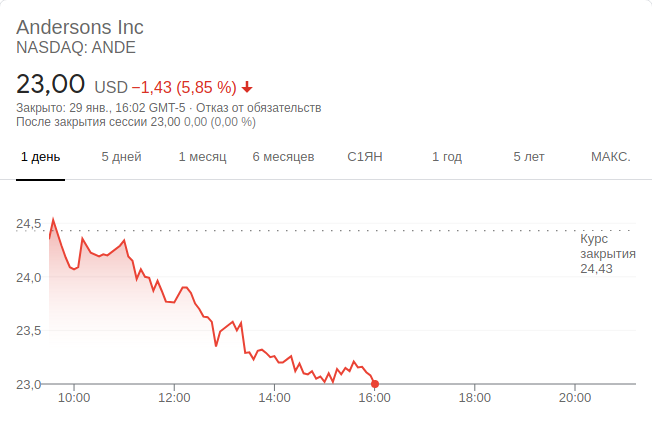 Andersons Inc
NASDAQ: ANDE
23,00 USD −1,43 (5,85 %)
Закрыто: 29 янв., 16:02 GMT-5 · Отказ от обязательств
После закрытия сессии 23,00 0,00 (0,00 %)
1 день 5 дней 1 месяц 6 месяцев С1ЯН 1 год 5 лет МАКС.
24,5
Курс
закрытия
24,43
24,0
23,5
23,0
10:00 12:00 14:00 16:00 18:00 20:00